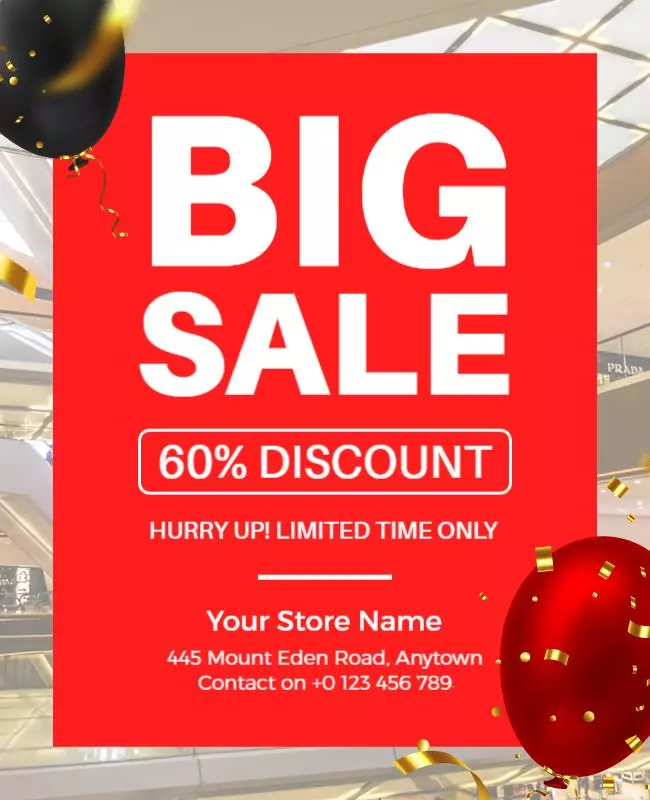 BIG
SALE
60% DISCOUNT
HURRY UP! LIMITED TIME ONLY
Your Store Name
445 Mount Eden Road, Anytown
Contact on +0 123 456 789
PRADA